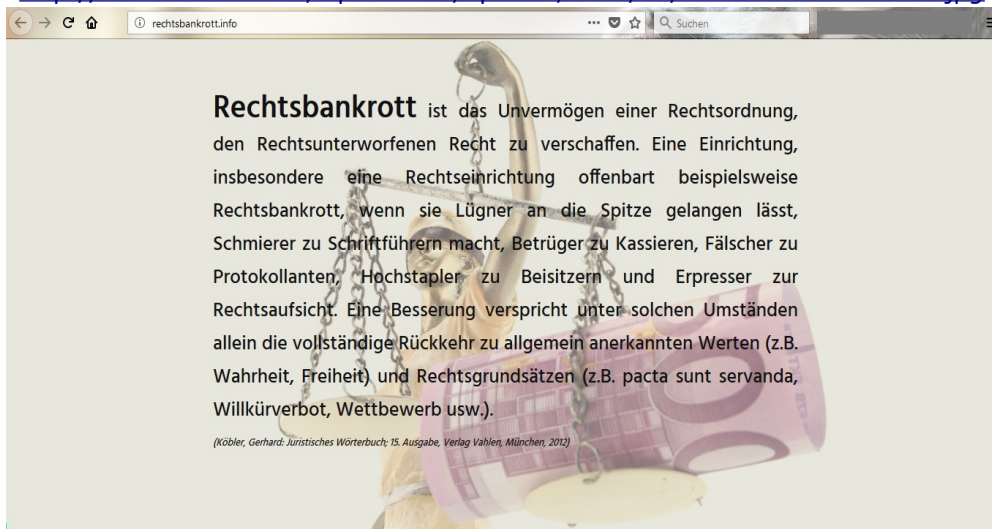 rechtsbankrott.info
Suchen
Rechtsbankrott ist das Unvermögen einer Rechtsordnung,
den Rechtsunterworfenen Recht zu verschaffen. Eine Einrichtung,
insbesondere eine Rechtseinrichtung offenbart beispielsweise
Rechtsbankrott, wenn sie Lügner an die Spitze gelangen lässt,
Schmierer zu Schriftführern macht, Betrüger zu Kassieren, Fälscher zu
Protokollanten, Hochstapler zu Beisitzern und Erpresser zur
Rechtsaufsicht. Eine Besserung verspricht unter solchen Umständen
allein die vollständige Rückkehr zu allgemein anerkannten Werten (z.B.
Wahrheit, Freiheit) und Rechtsgrundsätzen (z.B. pacta sunt servanda,
Willkürverbot, Wettbewerb usw.).
(Köbler, Gerhard: Juristisches Wörterbuch; 15. Ausgabe, Verlag Vahlen, München, 2012)